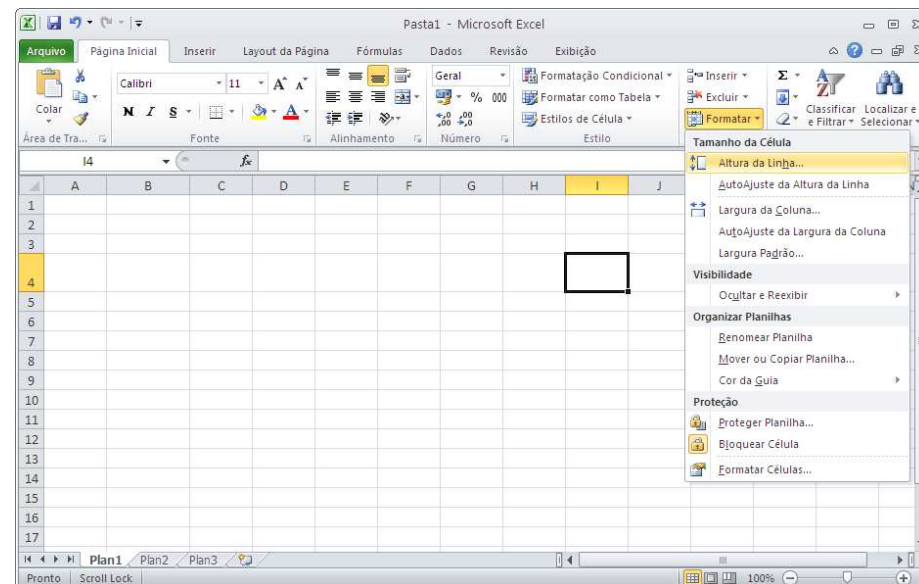 Pasta1 - Microsoft Excel
Arquivo Página Inicial Inserir Layout da Página Fórmulas Dados Revisão Exibição
Colar
Área de Tra...
Calibri 11
N I S
Fonte
Alinhamento
Geral
% 000
,00 ,00
Número
Formatação Condicional
Formatar como Tabela
Estilos de Célula
Estilo
Inserir
Excluir
Formatar
Σ
Classificar e Filtrar
Localizar e Selecionar
I4 fx
A B C D E F G H I J
1
2
3
4
5
6
7
8
9
10
11
12
13
14
15
16
17
Tamanho da Célula
Altura da Linha...
AutoAjuste da Altura da Linha
Largura da Coluna...
AutoAjuste da Largura da Coluna
Largura Padrão...
Visibilidade
Ocultar e Reexibir
Organizar Planilhas
Renomear Planilha
Mover ou Copiar Planilha...
Cor da Guia
Proteção
Proteger Planilha...
Bloquear Célula
Formatar Células...
Plan1 Plan2 Plan3
Pronto Scroll Lock 100%